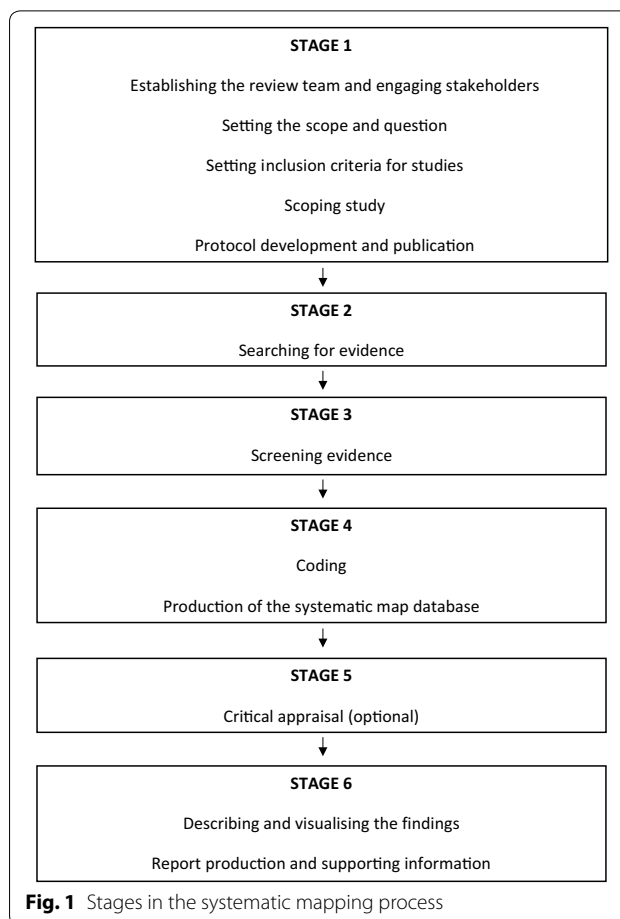 STAGE 1
Establishing the review team and engaging stakeholders
Setting the scope and question
Setting inclusion criteria for studies
Scoping study
Protocol development and publication
STAGE 2
Searching for evidence
STAGE 3
Screening evidence
STAGE 4
Coding
Production of the systematic map database
STAGE 5
Critical appraisal (optional)
STAGE 6
Describing and visualising the findings
Report production and supporting information
Fig. 1 Stages in the systematic mapping process